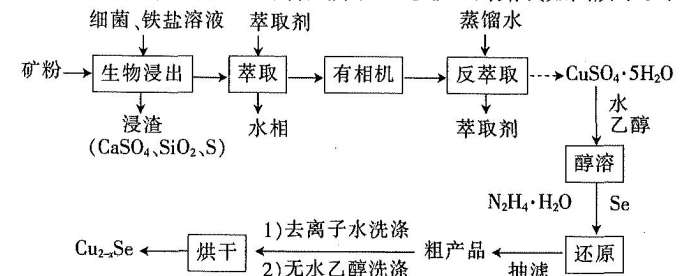 细菌、铁盐溶液 萃取剂 蒸馏水
矿粉 生物浸出 萃取 有相机 反萃取 CuSO₄·5H₂O
浸渣 水相 萃取剂 水
(CaSO₄、SiO₂、S) 乙醇
醇溶
N₂H₄·H₂O Se
1)去离子水洗涤
Cu₂₋ₓSe 烘干 粗产品 还原
2)无水乙醇洗涤 抽滤